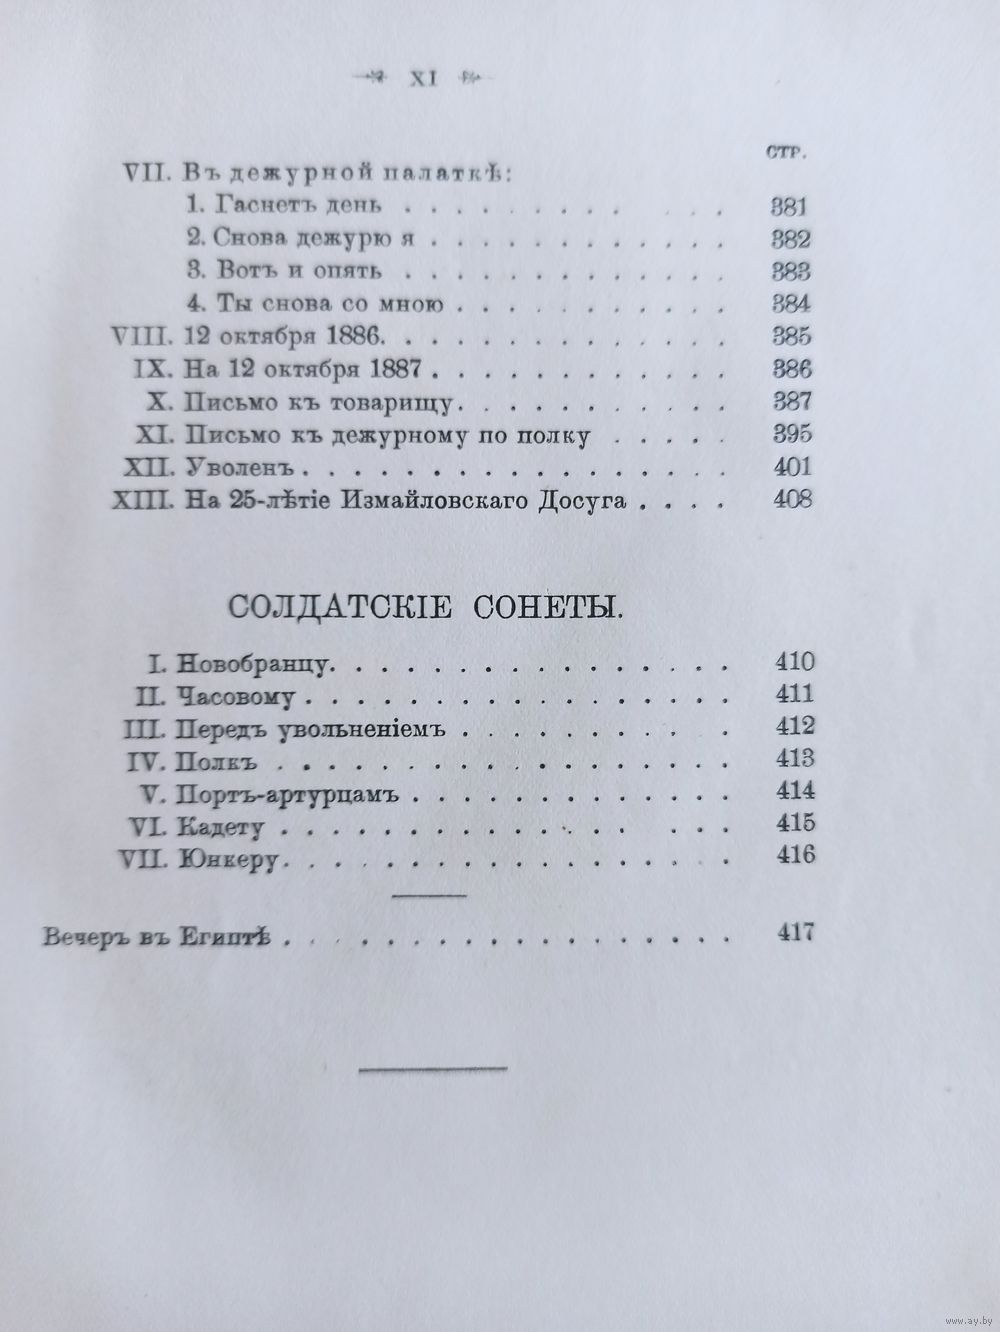 XI
СТР.
VII. Въ дежурной палаткѣ:
1. Гаснетъ день . . . . . . . . . . . . 381
2. Снова дежурю я . . . . . . . . . . . . 382
3. Вотъ и опять . . . . . . . . . . . . . 383
4. Ты снова со мною . . . . . . . . . . . 384
VIII. 12 октября 1886. . . . . . . . . . . . . . 385
IX. На 12 октября 1887 . . . . . . . . . . . . 386
X. Письмо къ товарищу. . . . . . . . . . . 387
XI. Письмо къ дежурному по полку . . . . . 395
XII. Уволенъ . . . . . . . . . . . . . . . . . 401
XIII. На 25-лѣтіе Измайловскаго Досуга . . . . 408
СОЛДАТСКІЕ СОНЕТЫ.
I. Новобранцу. . . . . . . . . . . . . . . . 410
II. Часовому . . . . . . . . . . . . . . . . . 411
III. Передъ увольненіемъ . . . . . . . . . . 412
IV. Полкъ . . . . . . . . . . . . . . . . . . 413
V. Портъ-артурцамъ . . . . . . . . . . . . . 414
VI. Кадету . . . . . . . . . . . . . . . . . 415
VII. Юнкеру. . . . . . . . . . . . . . . . . . 416
Вечеръ въ Египтѣ . . . . . . . . . . . . . . . . . . 417
www.ay.by